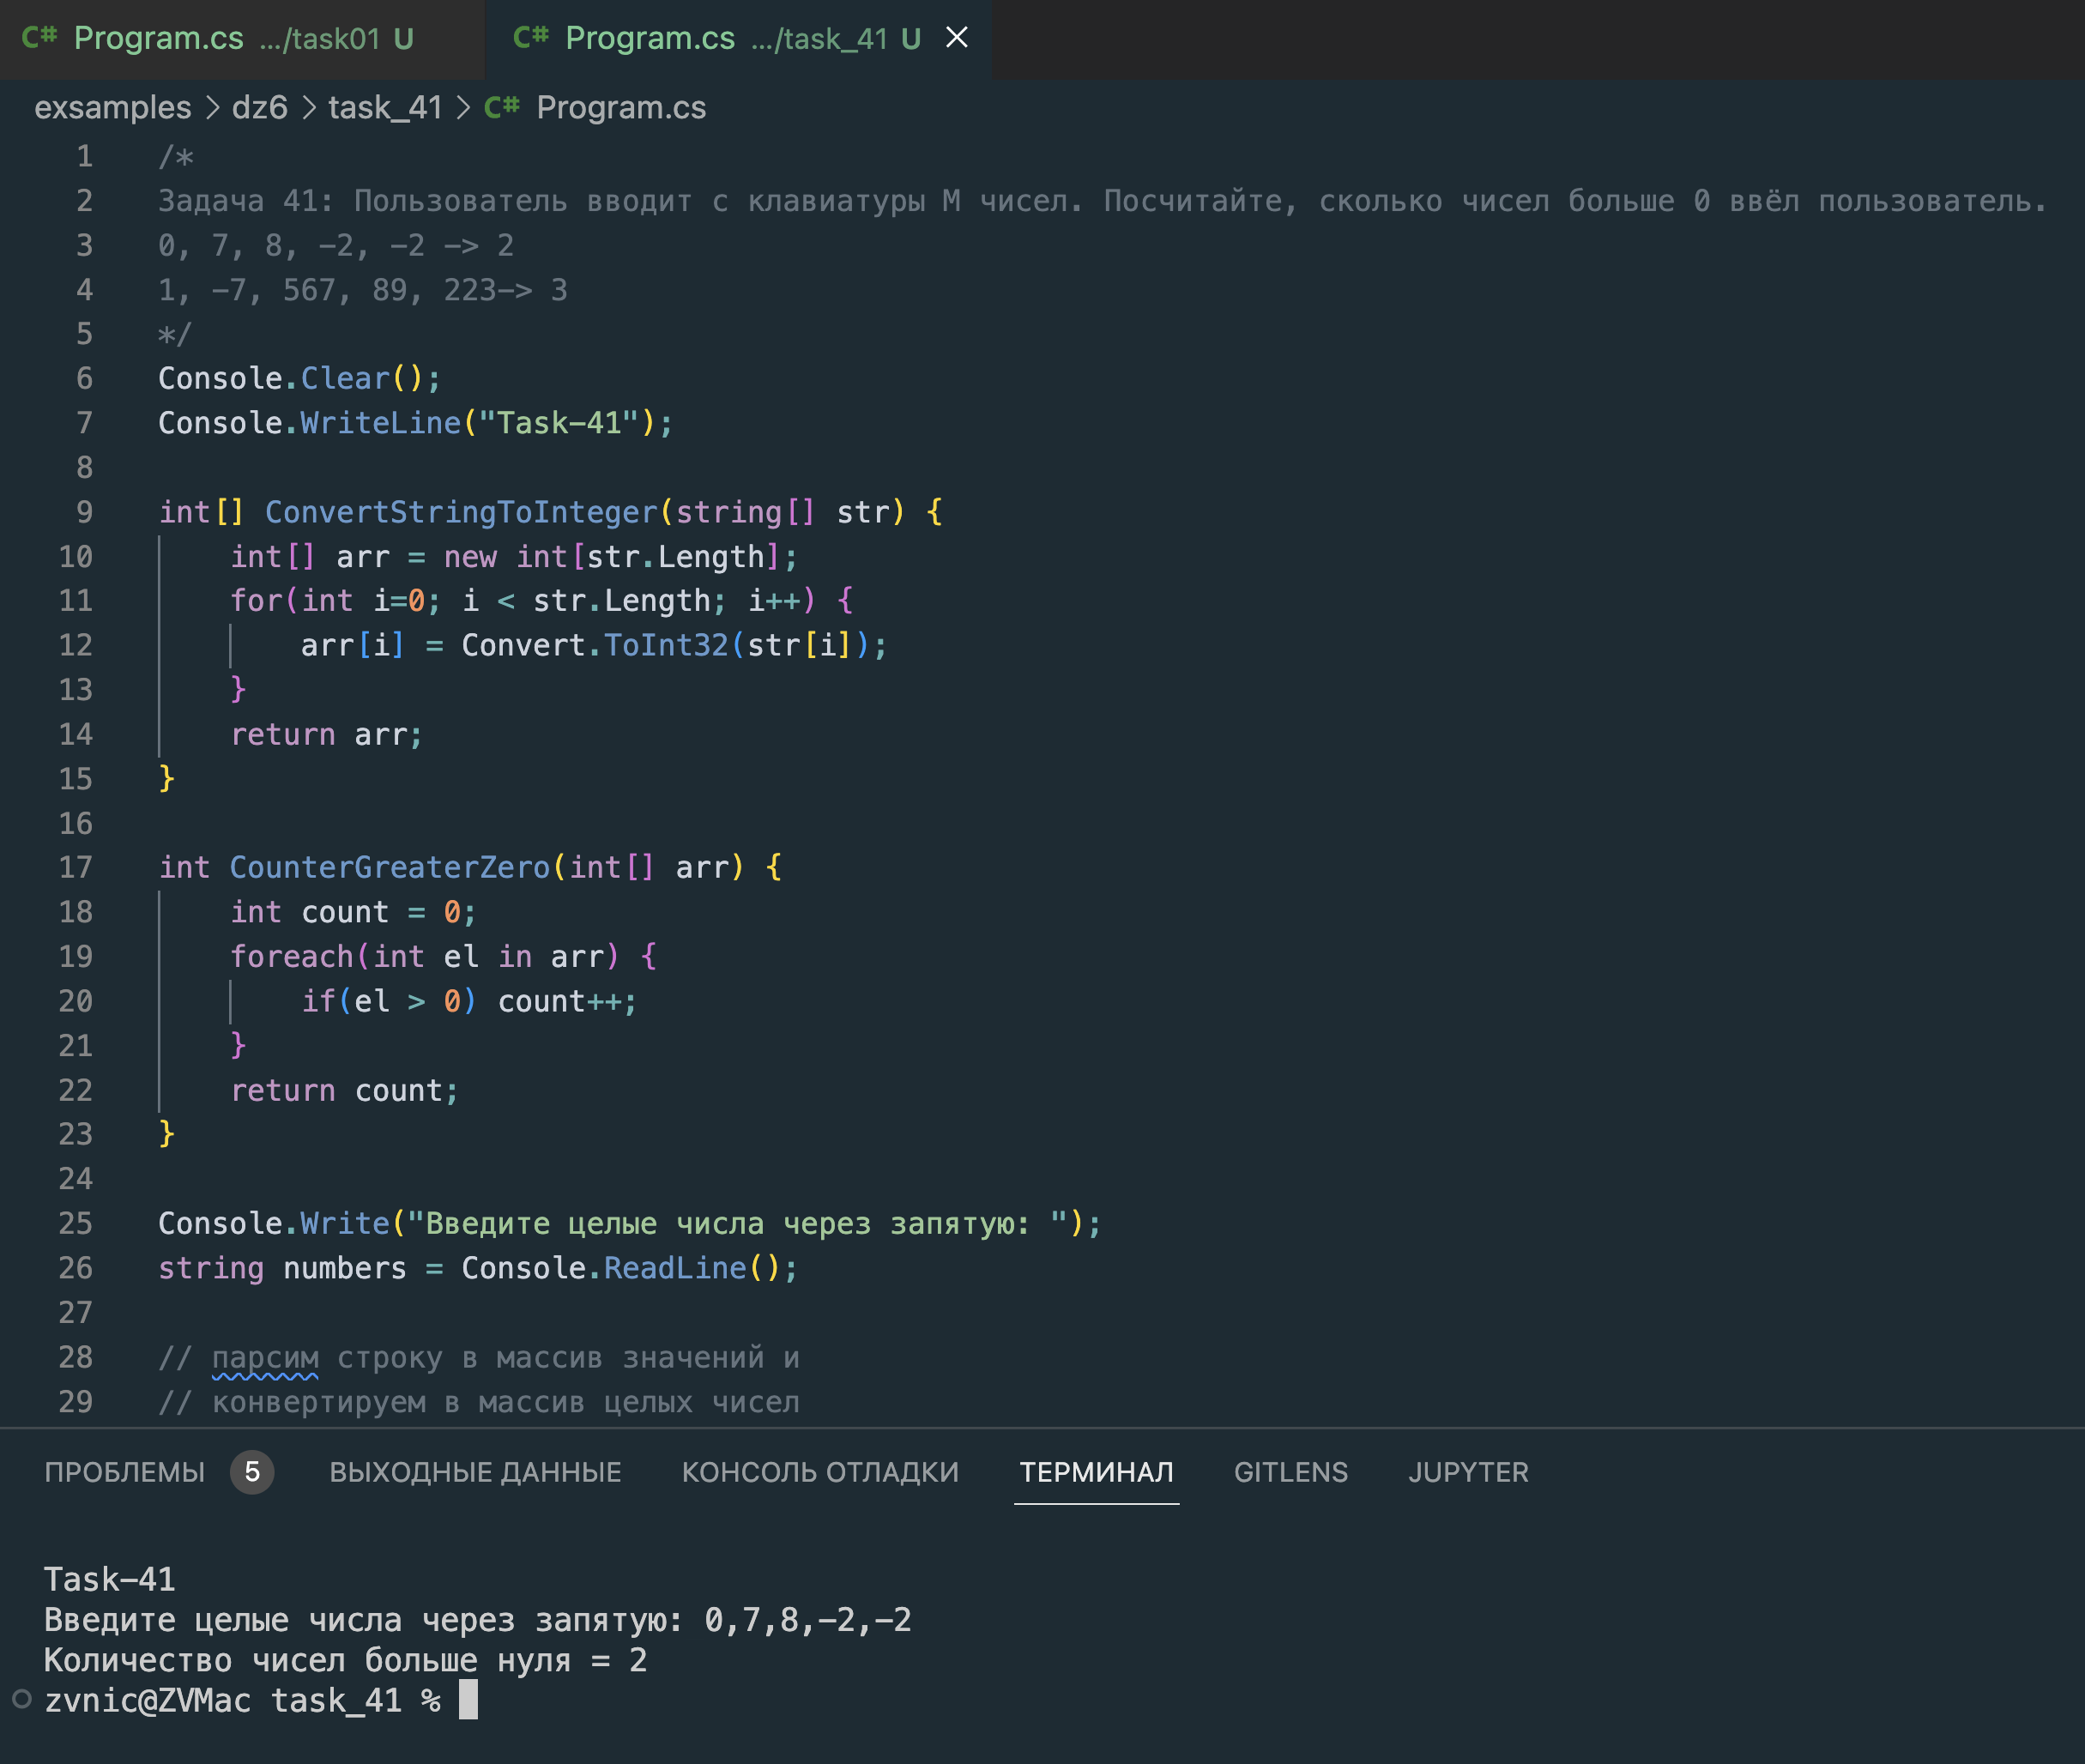 C# Program.cs .../task01 U C# Program.cs .../task_41 U
exsamples > dz6 > task_41 > C# Program.cs
1 /*
2 Задача 41: Пользователь вводит с клавиатуры M чисел. Посчитайте, сколько чисел больше 0 ввёл пользователь.
3 0, 7, 8, -2, -2 -> 2
4 1, -7, 567, 89, 223-> 3
5 */
6 Console.Clear();
7 Console.WriteLine("Task-41");
8
9 int[] ConvertStringToInteger(string[] str) {
10 int[] arr = new int[str.Length];
11 for(int i=0; i < str.Length; i++) {
12 arr[i] = Convert.ToInt32(str[i]);
13 }
14 return arr;
15 }
16
17 int CounterGreaterZero(int[] arr) {
18 int count = 0;
19 foreach(int el in arr) {
20 if(el > 0) count++;
21 }
22 return count;
23 }
24
25 Console.Write("Введите целые числа через запятую: ");
26 string numbers = Console.ReadLine();
27
28 // парсим строку в массив значений и
29 // конвертируем в массив целых чисел
ПРОБЛЕМЫ 5 ВЫХОДНЫЕ ДАННЫЕ КОНСОЛЬ ОТЛАДКИ ТЕРМИНАЛ GITLENS JUPYTER
Task-41
Введите целые числа через запятую: 0,7,8,-2,-2
Количество чисел больше нуля = 2
zvnic@ZVMac task_41 %